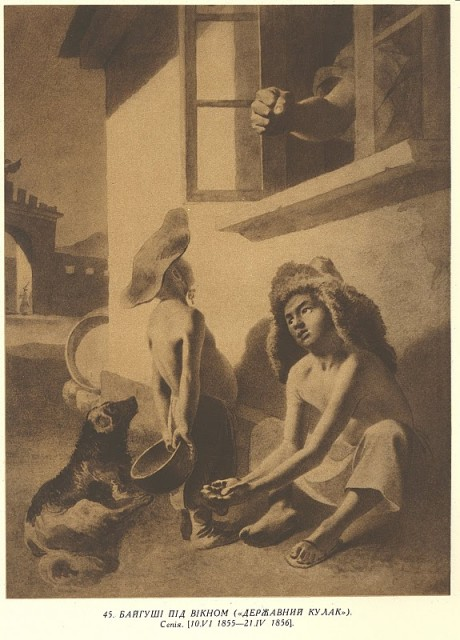 45. БАЙГУШІ ПІД ВІКНОМ («ДЕРЖАВНИЙ КУЛАК»).
Сепія. [10.VI 1855—21.IV 1856].